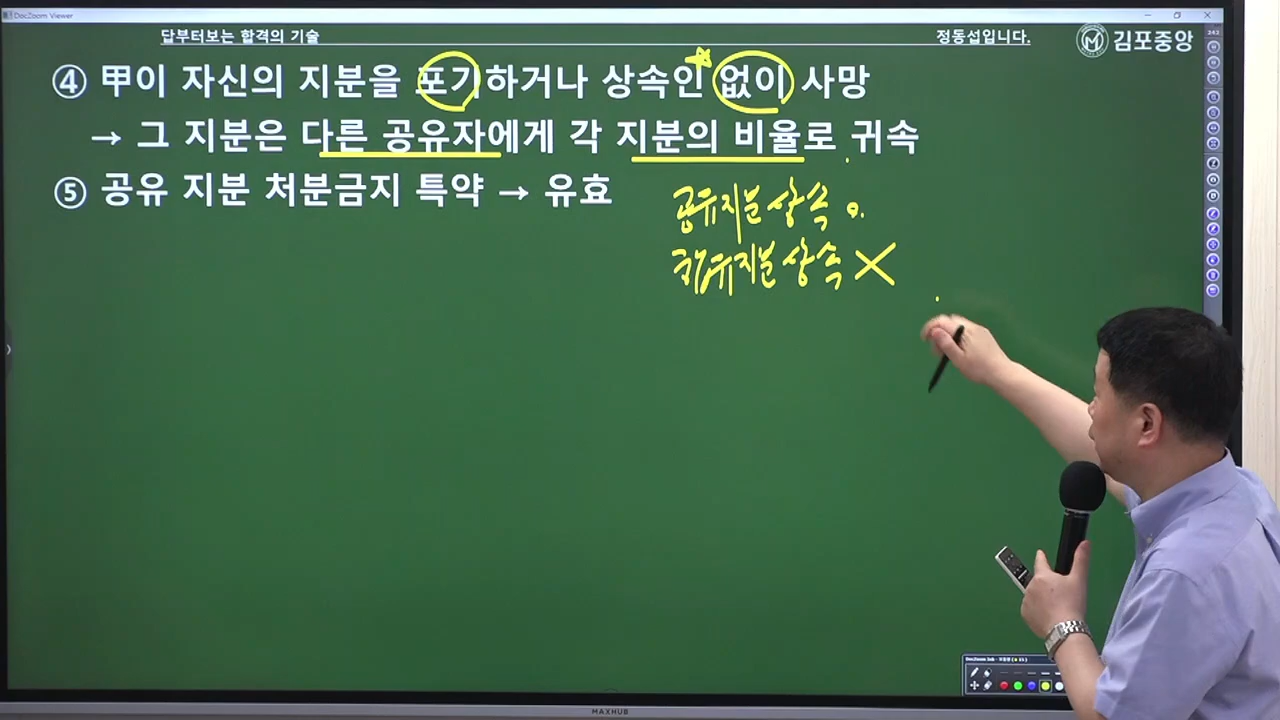 DocZoom Viewer
답부터보는 합격의 기술
정동섭입니다.
김포중앙
④ 甲이 자신의 지분을 포기하거나 상속인 없이 사망
→ 그 지분은 다른 공유자에게 각 지분의 비율로 귀속
⑤ 공유 지분 처분금지 특약 → 유효
공유지분 상속 o.
합유지분 상속 X
MAXHUB